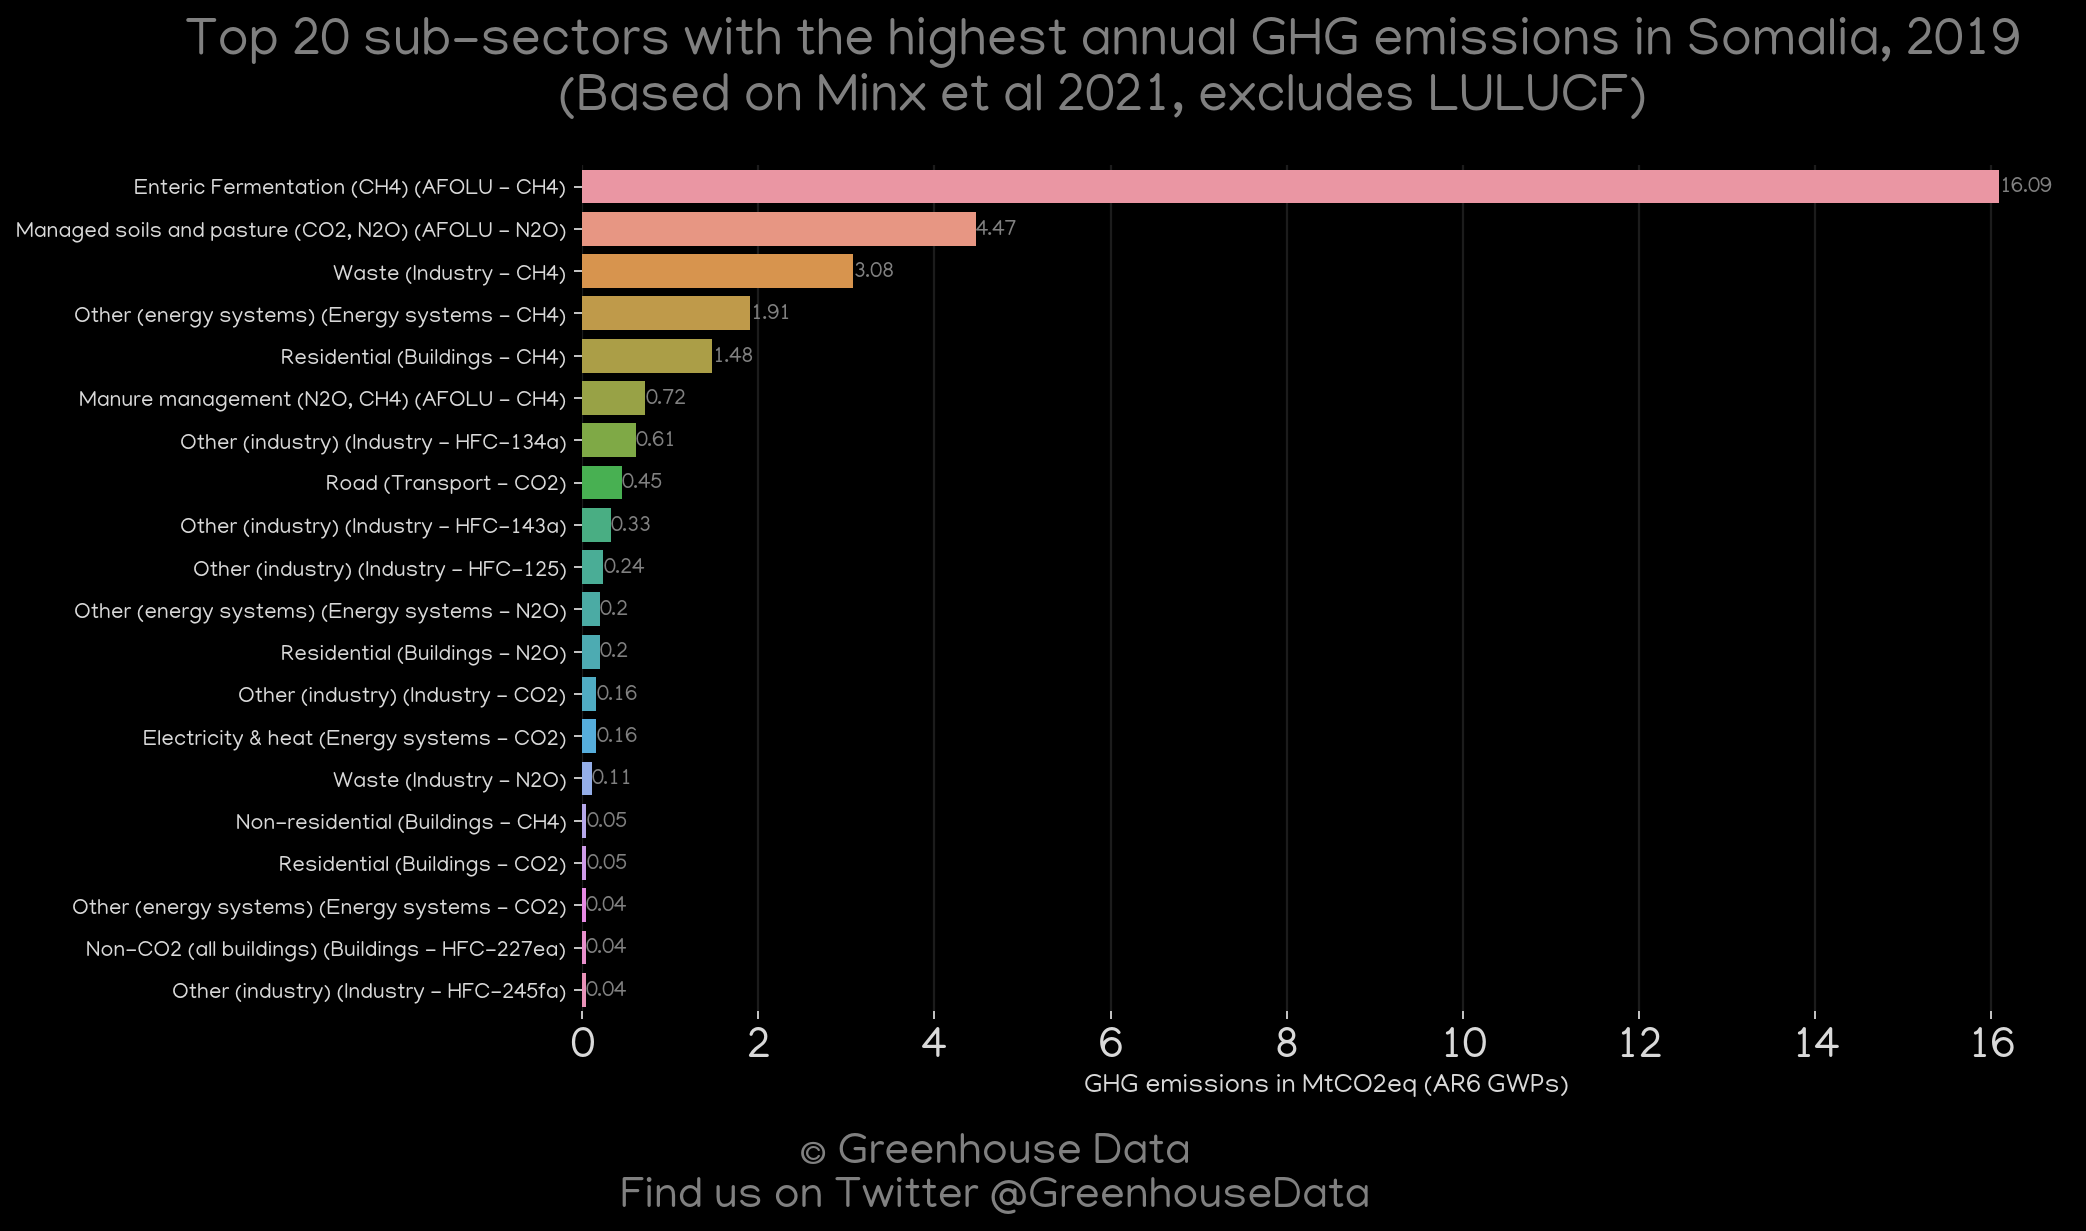 Top 20 sub-sectors with the highest annual GHG emissions in Somalia, 2019
(Based on Minx et al 2021, excludes LULUCF)
Enteric Fermentation (CH4) (AFOLU - CH4) 16.09
Managed soils and pasture (CO2, N2O) (AFOLU - N2O) 4.47
Waste (Industry - CH4) 3.08
Other (energy systems) (Energy systems - CH4) 1.91
Residential (Buildings - CH4) 1.48
Manure management (N2O, CH4) (AFOLU - CH4) 0.72
Other (industry) (Industry - HFC-134a) 0.61
Road (Transport - CO2) 0.45
Other (industry) (Industry - HFC-143a) 0.33
Other (industry) (Industry - HFC-125) 0.24
Other (energy systems) (Energy systems - N2O) 0.2
Residential (Buildings - N2O) 0.2
Other (industry) (Industry - CO2) 0.16
Electricity & heat (Energy systems - CO2) 0.16
Waste (Industry - N2O) 0.11
Non-residential (Buildings - CH4) 0.05
Residential (Buildings - CO2) 0.05
Other (energy systems) (Energy systems - CO2) 0.04
Non-CO2 (all buildings) (Buildings - HFC-227ea) 0.04
Other (industry) (Industry - HFC-245fa) 0.04
0 2 4 6 8 10 12 14 16
GHG emissions in MtCO2eq (AR6 GWPs)
© Greenhouse Data
Find us on Twitter @GreenhouseData